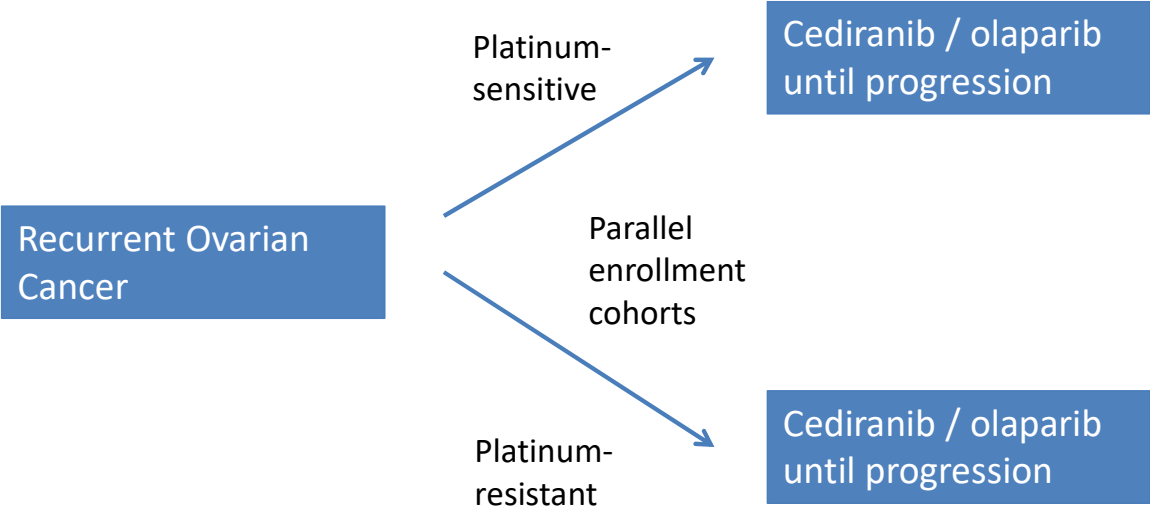 Platinum-
sensitive
Cediranib / olaparib
until progression
Recurrent Ovarian
Cancer
Parallel
enrollment
cohorts
Platinum-
resistant
Cediranib / olaparib
until progression